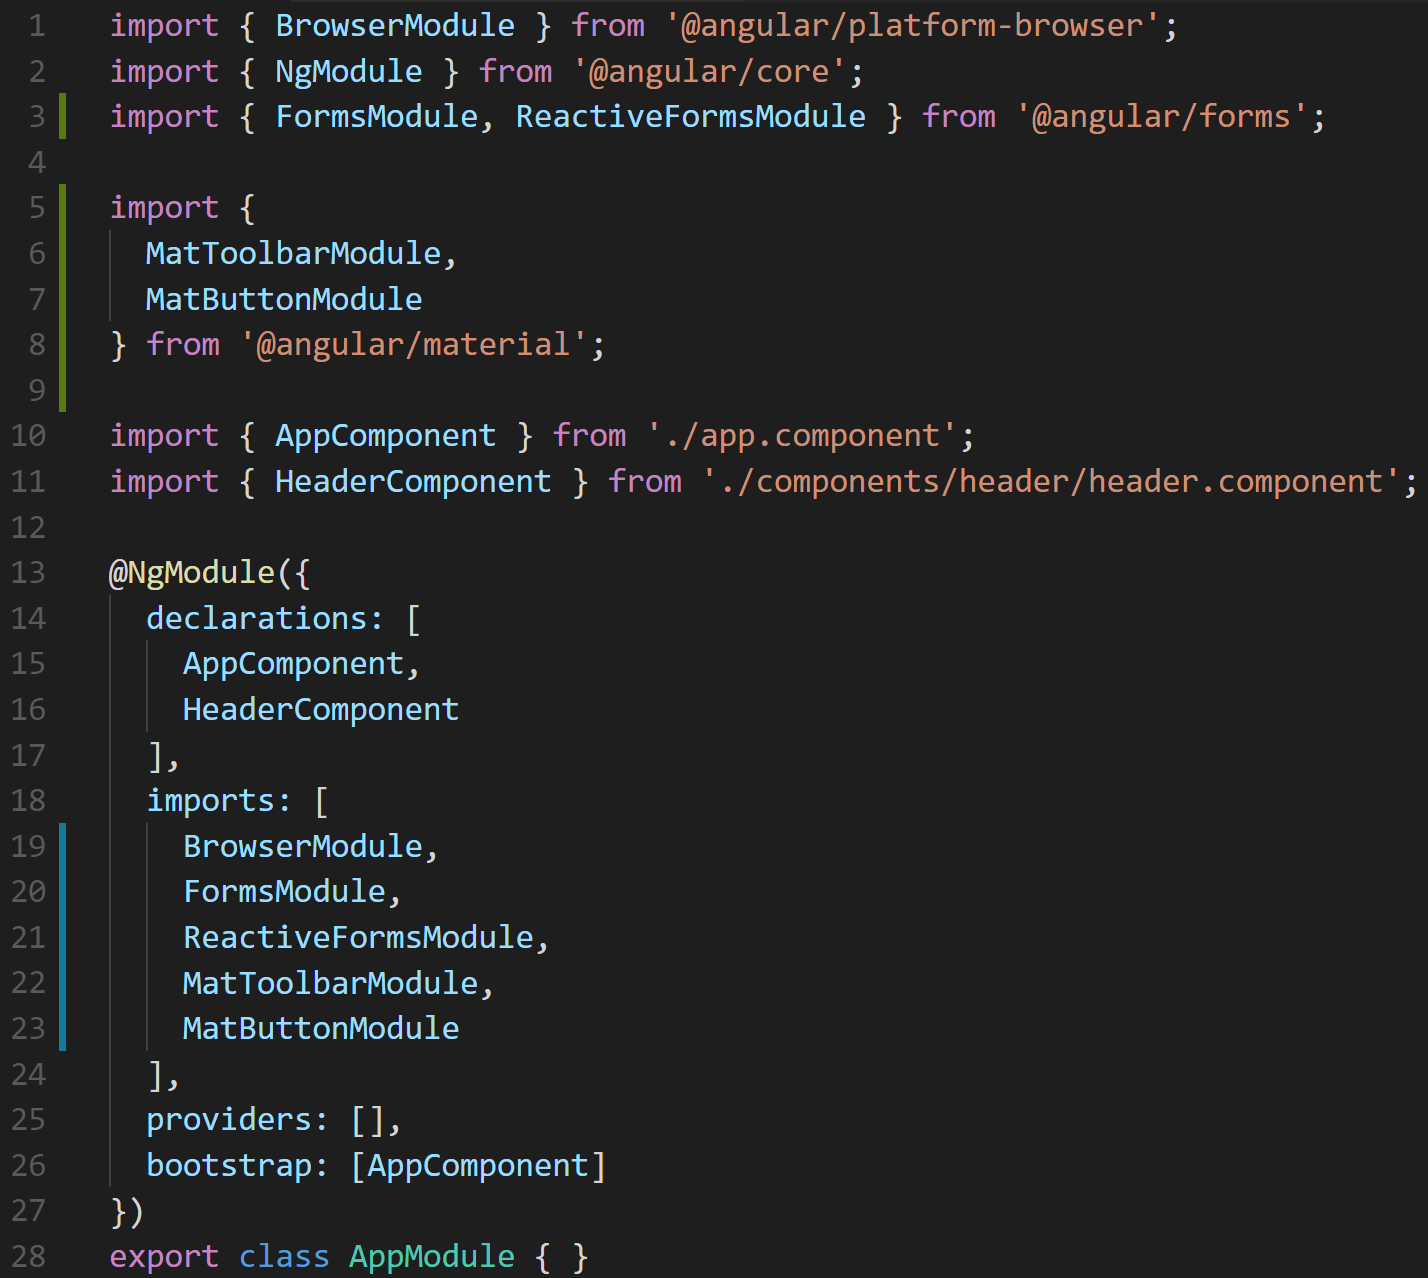 1 import { BrowserModule } from '@angular/platform-browser';
2 import { NgModule } from '@angular/core';
3 import { FormsModule, ReactiveFormsModule } from '@angular/forms';
4
5 import {
6   MatToolbarModule,
7   MatButtonModule
8 } from '@angular/material';
9
10 import { AppComponent } from './app.component';
11 import { HeaderComponent } from './components/header/header.component';
12
13 @NgModule({
14   declarations: [
15     AppComponent,
16     HeaderComponent
17   ],
18   imports: [
19     BrowserModule,
20     FormsModule,
21     ReactiveFormsModule,
22     MatToolbarModule,
23     MatButtonModule
24   ],
25   providers: [],
26   bootstrap: [AppComponent]
27 })
28 export class AppModule { }